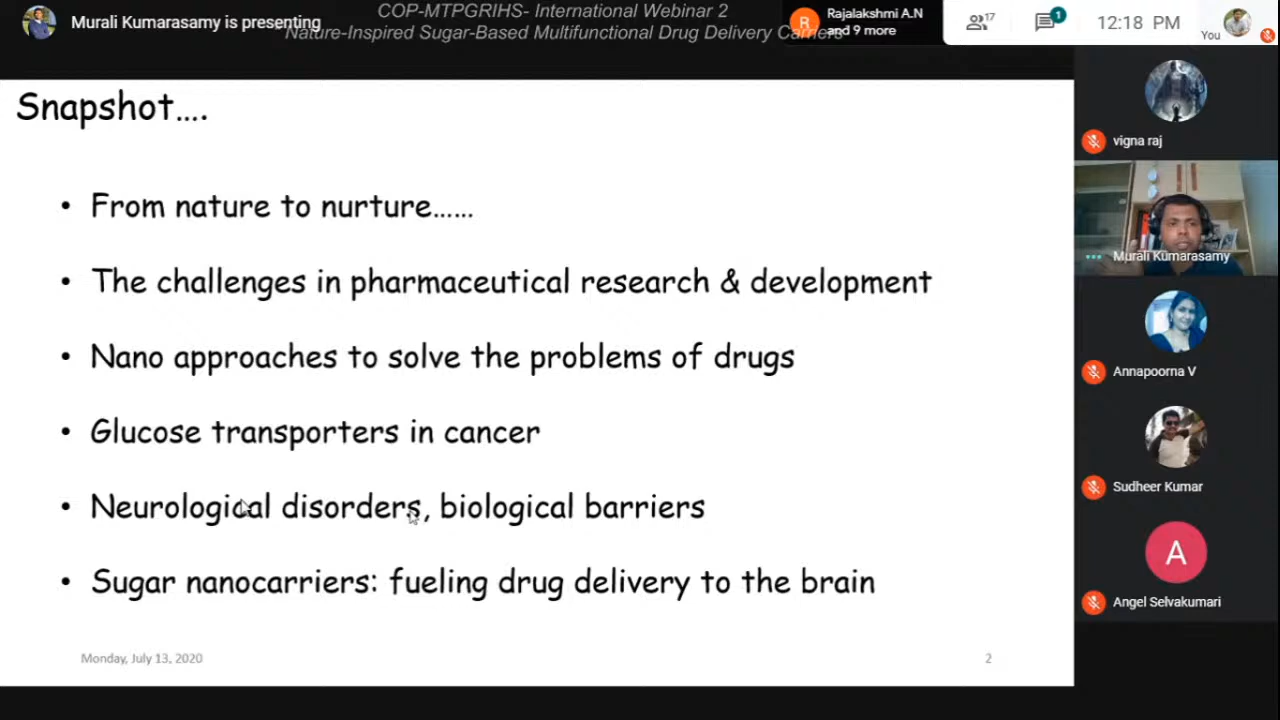 Murali Kumarasamy is presenting
COP-MTPGRIHS- International Webinar 2
"Nature-Inspired Sugar-Based Multifunctional Drug Delivery Carriers"
R
Rajalakshmi A.N
and 9 more
17
1
12:18 PM
You
Snapshot....
• From nature to nurture......
• The challenges in pharmaceutical research & development
• Nano approaches to solve the problems of drugs
• Glucose transporters in cancer
• Neurological disorders, biological barriers
• Sugar nanocarriers: fueling drug delivery to the brain
Monday, July 13, 2020
2
vigna raj
Murali Kumarasamy
Annapoorna V
Sudheer Kumar
A
Angel Selvakumari